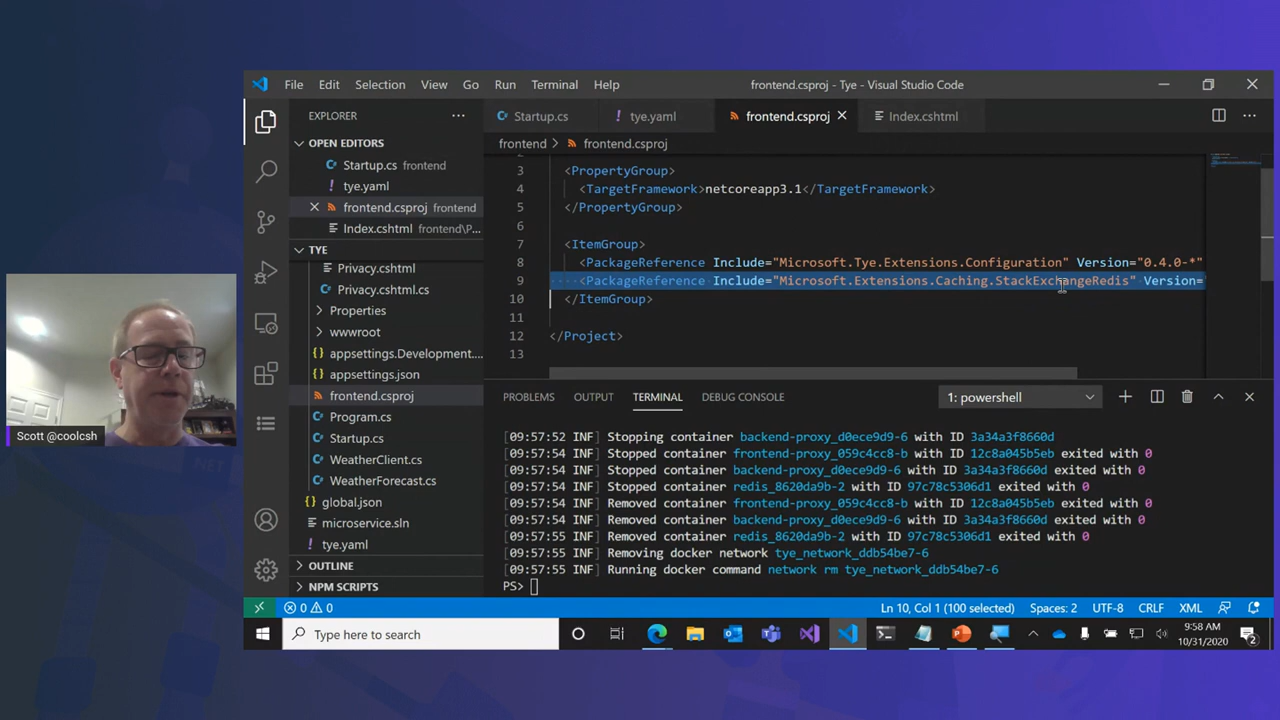 File Edit Selection View Go Run Terminal Help
frontend.csproj - Tye - Visual Studio Code
EXPLORER
OPEN EDITORS
Startup.cs frontend
tye.yaml
frontend.csproj frontend
Index.cshtml frontend\P...
TYE
Privacy.cshtml
Privacy.cshtml.cs
Properties
wwwroot
appsettings.Development....
appsettings.json
frontend.csproj
Program.cs
Startup.cs
WeatherClient.cs
WeatherForecast.cs
global.json
microservice.sln
tye.yaml
OUTLINE
NPM SCRIPTS
Startup.cs
tye.yaml
frontend.csproj
Index.cshtml
frontend > frontend.csproj
3 <PropertyGroup>
4 <TargetFramework>netcoreapp3.1</TargetFramework>
5 </PropertyGroup>
6
7 <ItemGroup>
8 <PackageReference Include="Microsoft.Tye.Extensions.Configuration" Version="0.4.0-*"
9 <PackageReference Include="Microsoft.Extensions.Caching.StackExchangeRedis" Version=
10 </ItemGroup>
11
12 </Project>
13
PROBLEMS OUTPUT TERMINAL DEBUG CONSOLE
1: powershell
[09:57:52 INF] Stopping container backend-proxy_d0ece9d9-6 with ID 3a34a3f8660d
[09:57:54 INF] Stopped container frontend-proxy_059c4cc8-b with ID 12c8a045b5eb exited with 0
[09:57:54 INF] Stopped container backend-proxy_d0ece9d9-6 with ID 3a34a3f8660d exited with 0
[09:57:54 INF] Stopped container redis_8620da9b-2 with ID 97c78c5306d1 exited with 0
[09:57:54 INF] Removed container frontend-proxy_059c4cc8-b with ID 12c8a045b5eb exited with 0
[09:57:54 INF] Removed container backend-proxy_d0ece9d9-6 with ID 3a34a3f8660d exited with 0
[09:57:54 INF] Removed container redis_8620da9b-2 with ID 97c78c5306d1 exited with 0
[09:57:55 INF] Removing docker network tye_network_ddb54be7-6
[09:57:55 INF] Running docker command network rm tye_network_ddb54be7-6
PS>
0 0 Ln 10, Col 1 (100 selected) Spaces: 2 UTF-8 CRLF XML
Type here to search
9:58 AM
10/31/2020
2
Scott @coolcsh